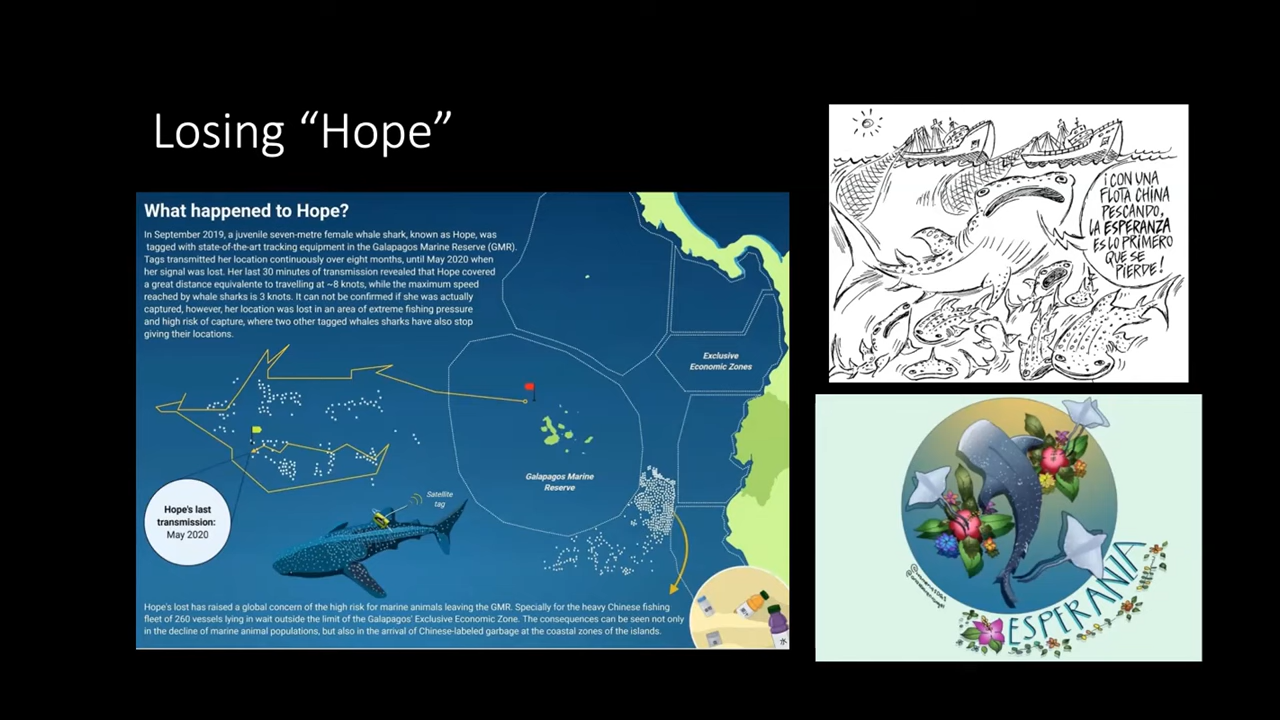 Losing “Hope”
What happened to Hope?
In September 2019, a juvenile seven-metre female whale shark, known as Hope, was
tagged with state-of-the-art tracking equipment in the Galapagos Marine Reserve (GMR).
Tags transmitted her location continuously over eight months, until May 2020 when
her signal was lost. Her last 30 minutes of transmission revealed that Hope covered
a great distance equivalente to travelling at ~8 knots, while the maximum speed
reached by whale sharks is 3 knots. It can not be confirmed if she was actually
captured, however, her location was lost in an area of extreme fishing pressure
and high risk of capture, where two other tagged whales sharks have also stop
giving their locations.
Exclusive
Economic Zones
Galapagos Marine
Reserve
Satellite
tag
Hope's last
transmission:
May 2020
Hope's lost has raised a global concern of the high risk for marine animals leaving the GMR. Specially for the heavy Chinese fishing
fleet of 260 vessels lying in wait outside the limit of the Galapagos' Exclusive Economic Zone. The consequences can be seen not only
in the decline of marine animal populations, but also in the arrival of Chinese-labeled garbage at the coastal zones of the islands.
¡CON UNA
FLOTA CHINA
PESCANDO,
LA ESPERANZA
ES LO PRIMERO
QUE SE
PIERDE!
ESPERANZA